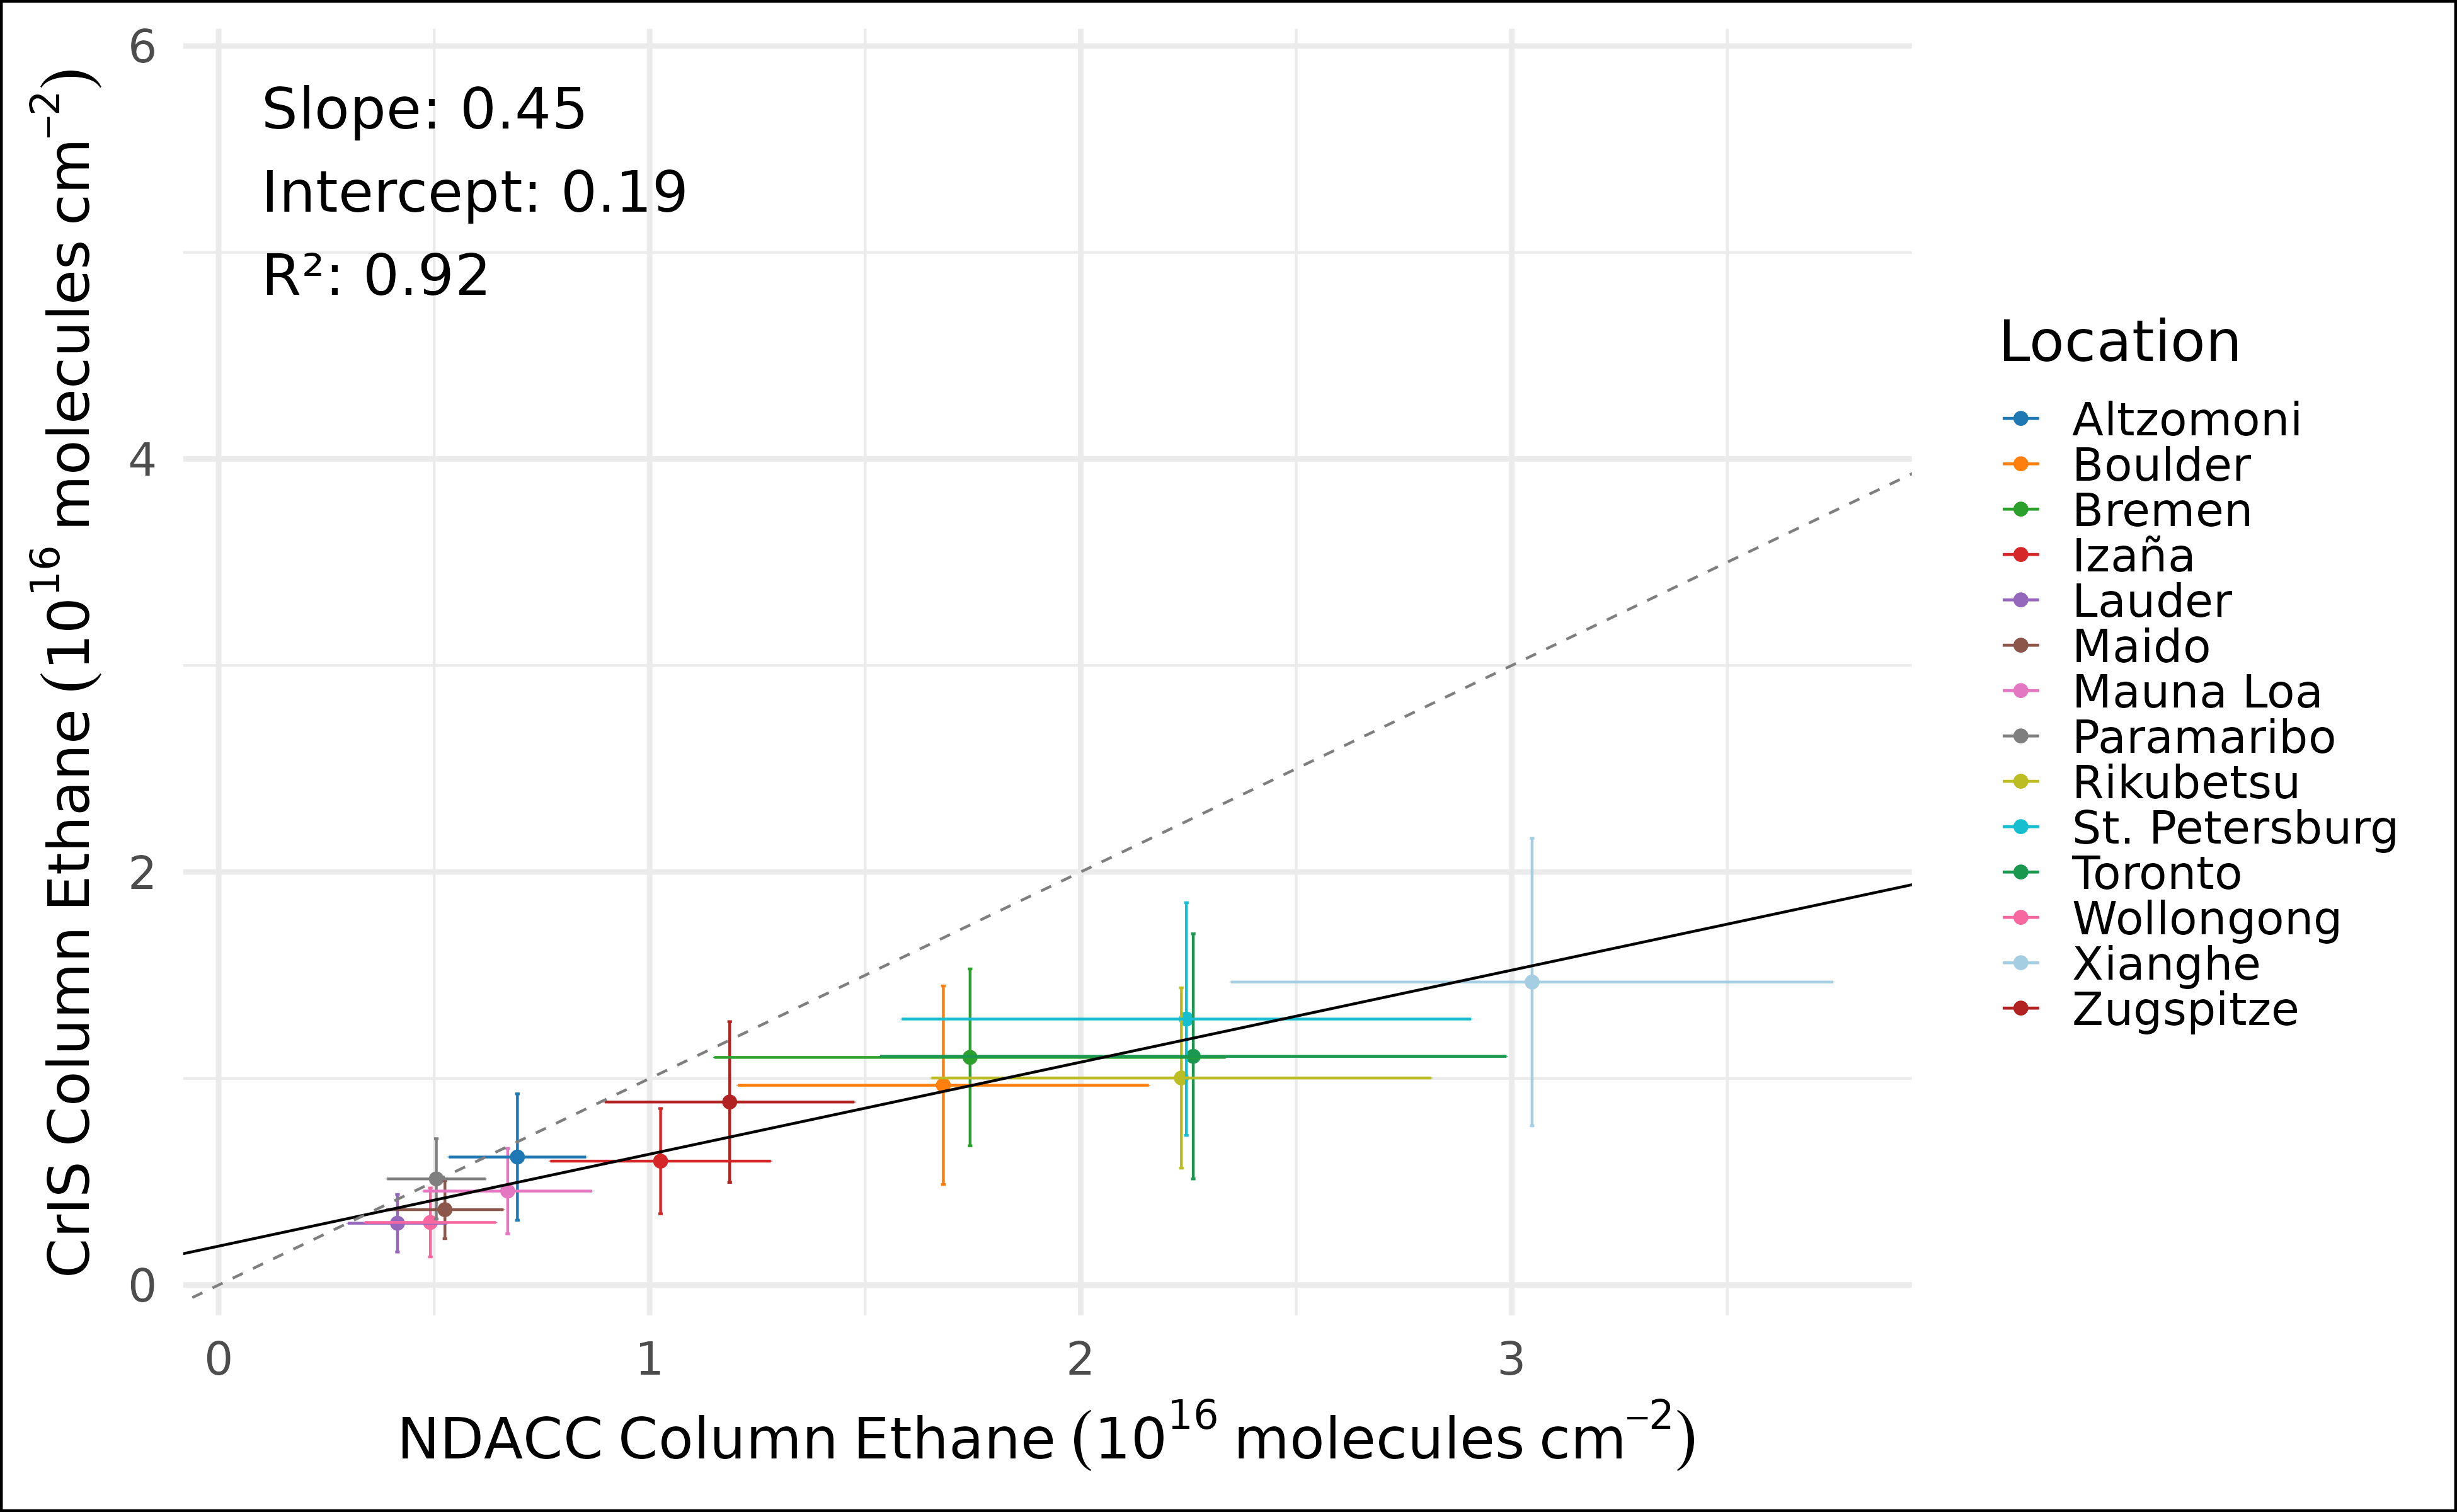 CrIS Column Ethane (10¹⁶ molecules cm⁻²)
6
4
2
0
Slope: 0.45
Intercept: 0.19
R²: 0.92
0 1 2 3
NDACC Column Ethane (10¹⁶ molecules cm⁻²)
Location
Altzomoni
Boulder
Bremen
Izaña
Lauder
Maido
Mauna Loa
Paramaribo
Rikubetsu
St. Petersburg
Toronto
Wollongong
Xianghe
Zugspitze